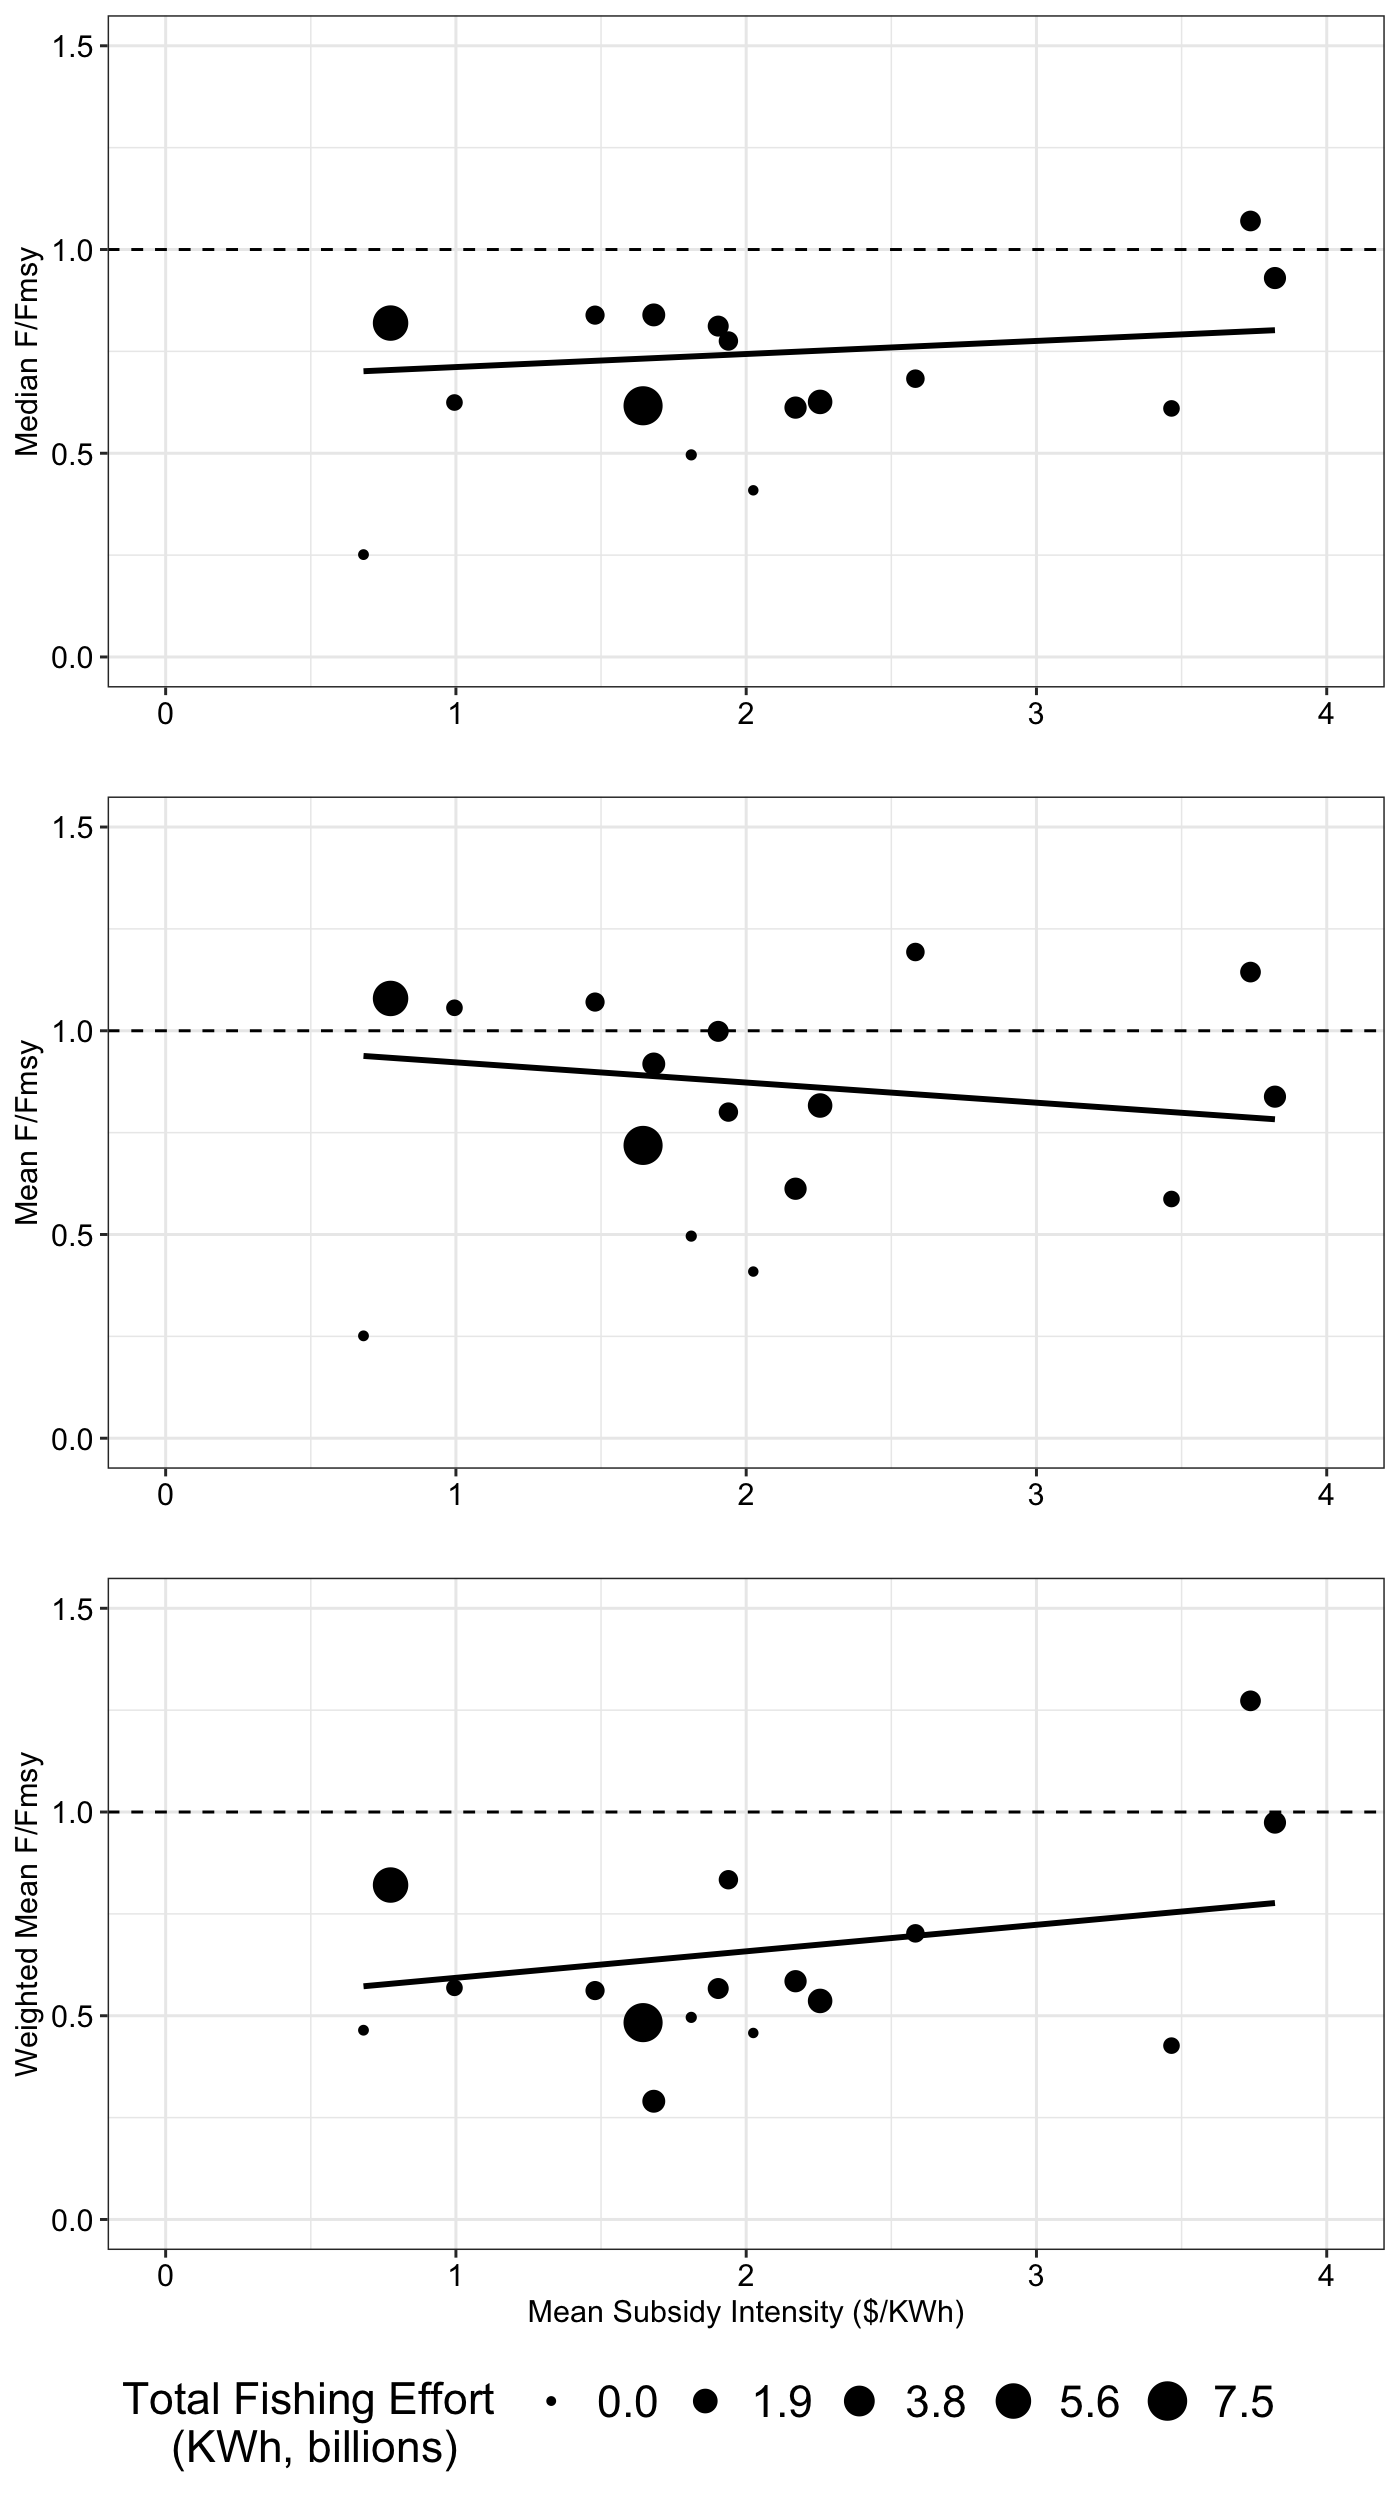 Median F/Fmsy
1.5
1.0
0.5
0.0
0 1 2 3 4
Mean F/Fmsy
1.5
1.0
0.5
0.0
0 1 2 3 4
Weighted Mean F/Fmsy
1.5
1.0
0.5
0.0
0 1 2 3 4
Mean Subsidy Intensity ($/KWh)
Total Fishing Effort 0.0 1.9 3.8 5.6 7.5
(KWh, billions)